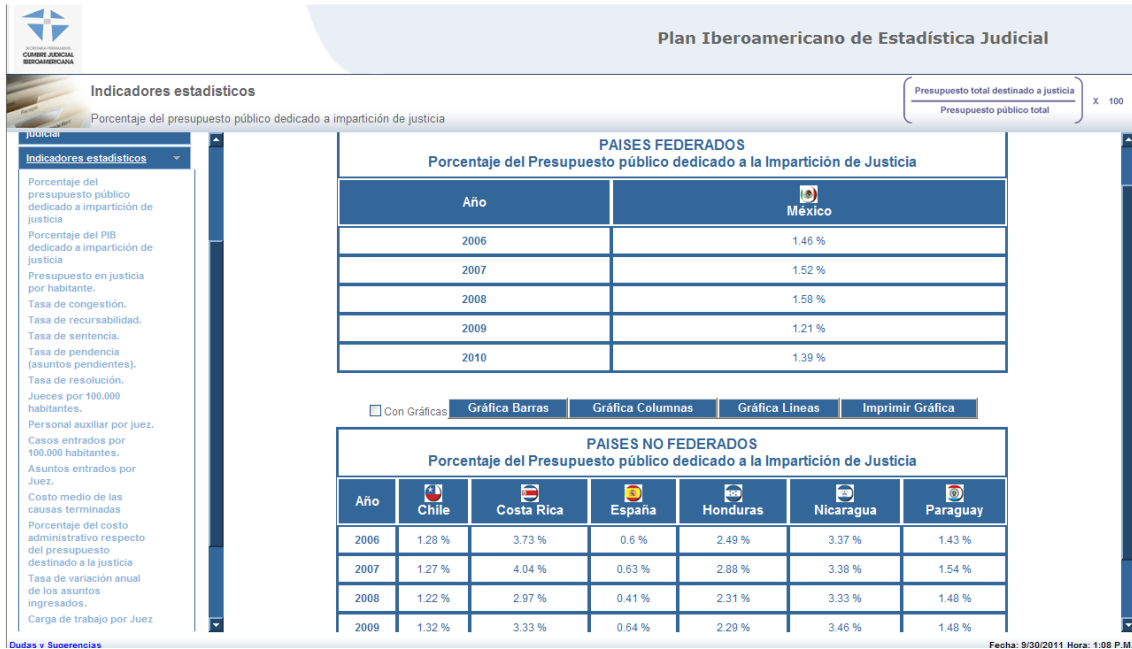 SECRETARIA PERMANENTE
CUMBRE JUDICIAL
IBEROAMERICANA
Plan Iberoamericano de Estadística Judicial
Indicadores estadisticos
Porcentaje del presupuesto público dedicado a impartición de justicia
Presupuesto total destinado a justicia
Presupuesto público total
X 100
judicial
Indicadores estadisticos
Porcentaje del
presupuesto público
dedicado a impartición de
justicia
Porcentaje del PIB
dedicado a impartición de
justicia
Presupuesto en justicia
por habitante.
Tasa de congestión.
Tasa de recursabilidad.
Tasa de sentencia.
Tasa de pendencia
(asuntos pendientes).
Tasa de resolución.
Jueces por 100.000
habitantes.
Personal auxiliar por juez.
Casos entrados por
100.000 habitantes.
Asuntos entrados por
Juez.
Costo medio de las
causas terminadas
Porcentaje del costo
administrativo respecto
del presupuesto
destinado a la justicia
Tasa de variación anual
de los asuntos
ingresados.
Carga de trabajo por Juez
PAISES FEDERADOS
Porcentaje del Presupuesto público dedicado a la Impartición de Justicia
Año México
2006 1.46 %
2007 1.52 %
2008 1.58 %
2009 1.21 %
2010 1.39 %
Con Gráficas Gráfica Barras Gráfica Columnas Gráfica Lineas Imprimir Gráfica
PAISES NO FEDERADOS
Porcentaje del Presupuesto público dedicado a la Impartición de Justicia
Año Chile Costa Rica España Honduras Nicaragua Paraguay
2006 1.28 % 3.73 % 0.6 % 2.49 % 3.37 % 1.43 %
2007 1.27 % 4.04 % 0.63 % 2.88 % 3.38 % 1.54 %
2008 1.22 % 2.97 % 0.41 % 2.31 % 3.33 % 1.48 %
2009 1.32 % 3.33 % 0.64 % 2.29 % 3.46 % 1.48 %
Dudas y Sugerencias
Fecha: 9/30/2011 Hora: 1:08 P.M.